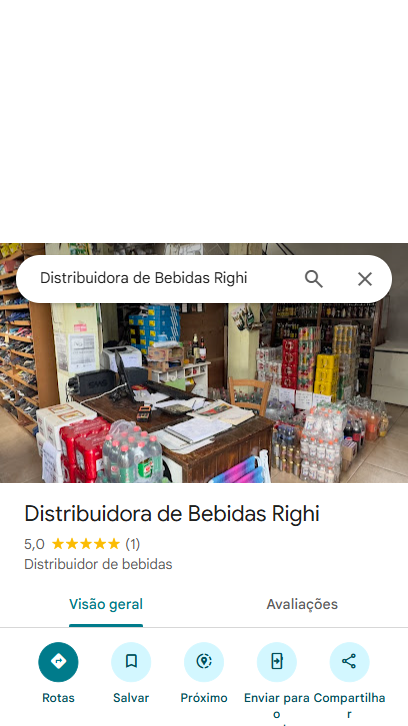 Distribuidora de Bebidas Righi
Distribuidora de Bebidas Righi
5,0 (1)
Distribuidor de bebidas
Visão geral
Avaliações
Rotas
Salvar
Próximo
Enviar para o
Compartilhar